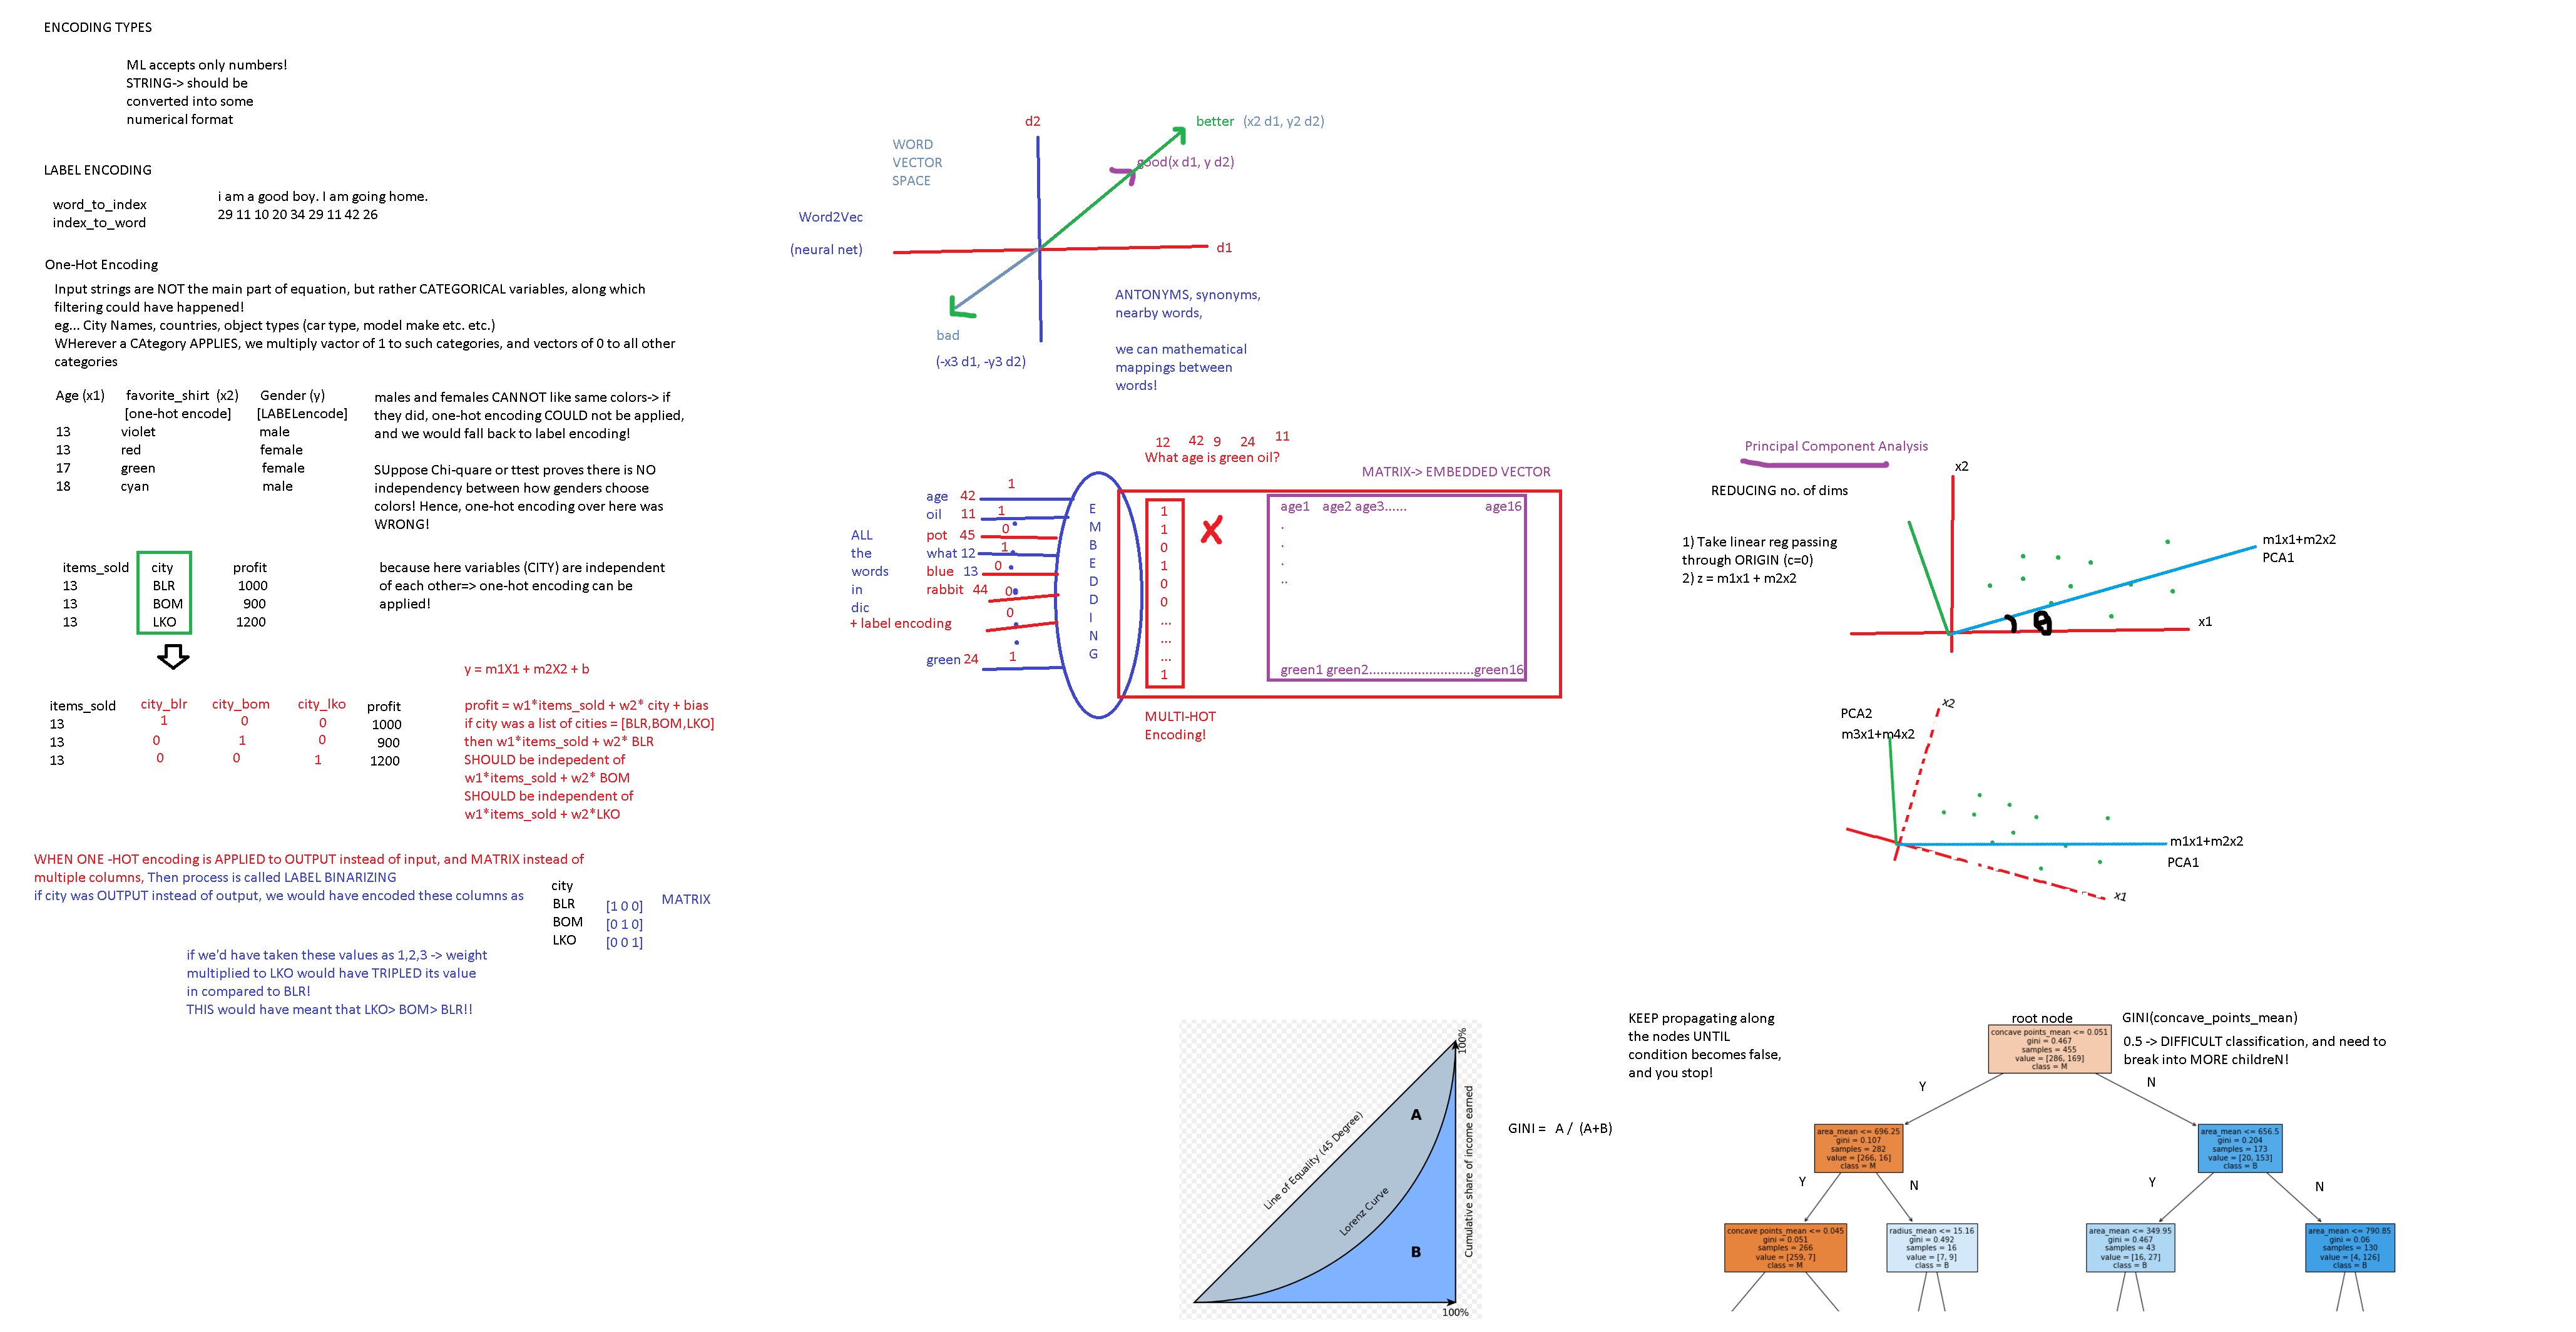 ENCODING TYPES
ML accepts only numbers!
STRING-> should be
converted into some
numerical format
LABEL ENCODING
word_to_index
index_to_word
i am a good boy. I am going home.
29 11 10 20 34 29 11 42 26
One-Hot Encoding
Input strings are NOT the main part of equation, but rather CATEGORICAL variables, along which
filtering could have happened!
eg... City Names, countries, object types (car type, model make etc. etc.)
WHerever a CAtegory APPLIES, we multiply vactor of 1 to such categories, and vectors of 0 to all other
categories
Age (x1) favorite_shirt (x2) Gender (y)
[one-hot encode] [LABELencode]
13 violet male
13 red female
17 green female
18 cyan male
males and females CANNOT like same colors-> if
they did, one-hot encoding COULD not be applied,
and we would fall back to label encoding!
SUppose Chi-quare or ttest proves there is NO
independency between how genders choose
colors! Hence, one-hot encoding over here was
WRONG!
items_sold city profit
13 BLR 1000
13 BOM 900
13 LKO 1200
because here variables (CITY) are independent
of each other=> one-hot encoding can be
applied!
items_sold city_blr city_bom city_lko profit
13 1 0 0 1000
13 0 1 0 900
13 0 0 1 1200
y = m1X1 + m2X2 + b
profit = w1*items_sold + w2* city + bias
if city was a list of cities = [BLR,BOM,LKO]
then w1*items_sold + w2* BLR
SHOULD be indepedent of
w1*items_sold + w2* BOM
SHOULD be independent of
w1*items_sold + w2*LKO
WHEN ONE -HOT encoding is APPLIED to OUTPUT instead of input, and MATRIX instead of
multiple columns, Then process is called LABEL BINARIZING
if city was OUTPUT instead of output, we would have encoded these columns as
city
BLR [1 0 0] MATRIX
BOM [0 1 0]
LKO [0 0 1]
if we'd have taken these values as 1,2,3 -> weight
multiplied to LKO would have TRIPLED its value
in compared to BLR!
THIS would have meant that LKO> BOM> BLR!!
WORD
VECTOR
SPACE
Word2Vec
(neural net)
d2
better (x2 d1, y2 d2)
good(x d1, y d2)
d1
bad
(-x3 d1, -y3 d2)
ANTONYMS, synonyms,
nearby words,
we can mathematical
mappings between
words!
12 42 9 24 11
What age is green oil?
MATRIX-> EMBEDDED VECTOR
ALL
the
words
in
dic
+ label encoding
age 42 1
oil 11 1
pot 45 0
what 12 1
blue 13 0
rabbit 44 0
0
green 24 1
EMBEDDING
1
1
0
1
0
0
...
...
...
1
X
age1 age2 age3...... age16
.
.
.
..
green1 green2............................green16
MULTI-HOT
Encoding!
Principal Component Analysis
REDUCING no. of dims
1) Take linear reg passing
through ORIGIN (c=0)
2) z = m1x1 + m2x2
x2
m1x1+m2x2
PCA1
x1
θ
PCA2
m3x1+m4x2
x2
m1x1+m2x2
PCA1
x1
Line of Equality (45 Degree)
Lorenz Curve
A
B
Cumulative share of income earned
100%
100%
GINI = A / (A+B)
KEEP propagating along
the nodes UNTIL
condition becomes false,
and you stop!
root node
GINI(concave_points_mean)
0.5 -> DIFFICULT classification, and need to
break into MORE childreN!
concave points_mean <= 0.051
gini = 0.467
samples = 455
value = [286, 169]
class = M
Y
N
area_mean <= 696.25
gini = 0.107
samples = 282
value = [266, 16]
class = M
area_mean <= 656.5
gini = 0.204
samples = 173
value = [20, 153]
class = B
Y
N
Y
N
concave points_mean <= 0.045
gini = 0.051
samples = 266
value = [259, 7]
class = M
radius_mean <= 15.16
gini = 0.492
samples = 16
value = [7, 9]
class = B
area_mean <= 349.95
gini = 0.467
samples = 43
value = [16, 27]
class = B
area_mean <= 790.85
gini = 0.06
samples = 130
value = [4, 126]
class = B